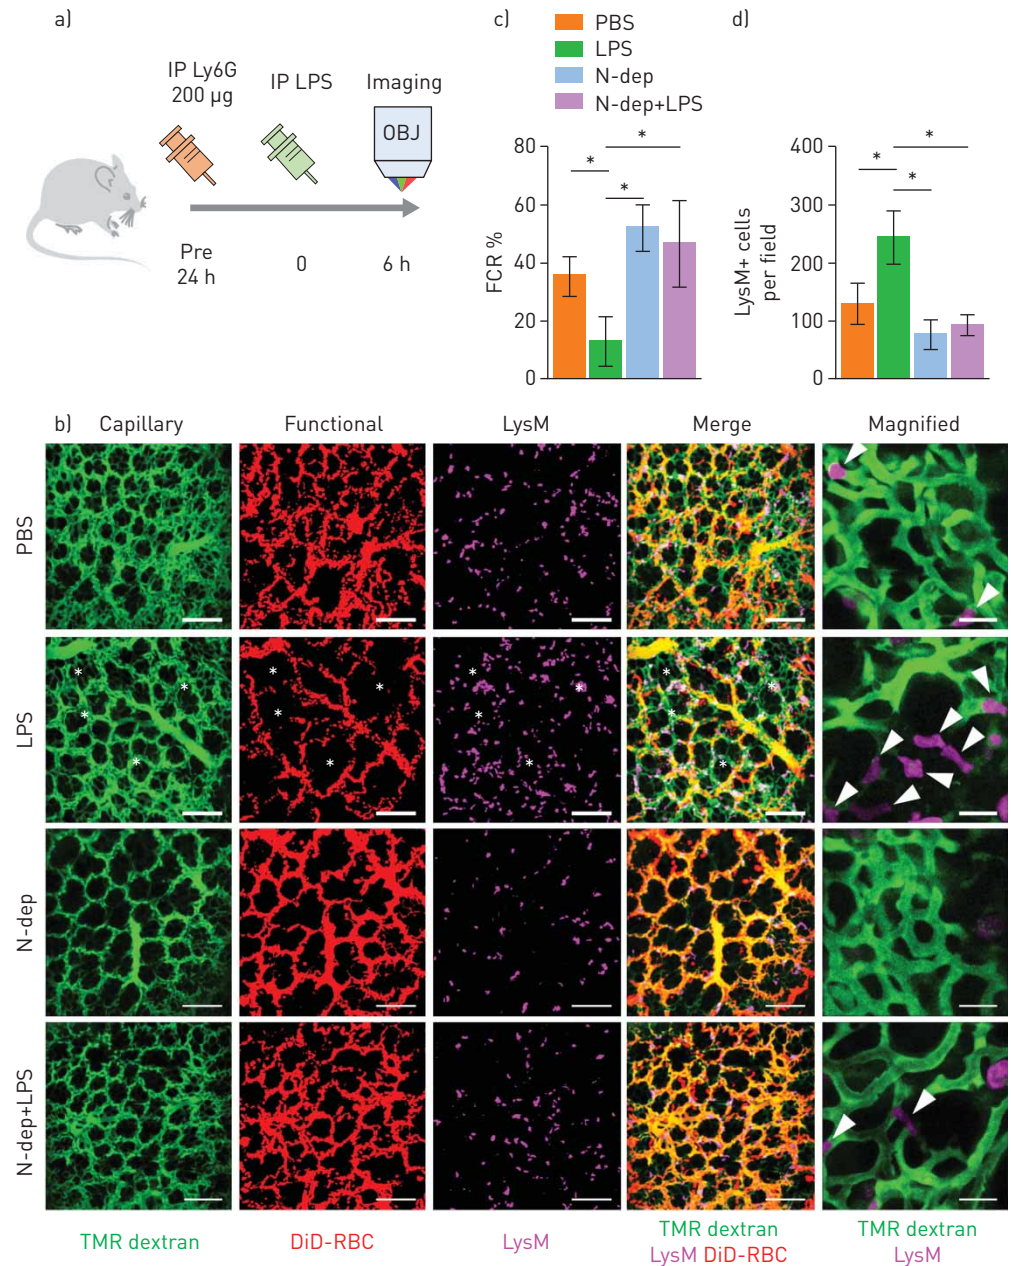 a)
IP Ly6G
200 µg
IP LPS
Imaging
OBJ
Pre
24 h
0
6 h
c)
PBS
LPS
N-dep
N-dep+LPS
FCR %
80
60
40
20
0
*
*
*
d)
LysM+ cells
per field
400
300
200
100
0
*
*
*
b)
Capillary
Functional
LysM
Merge
Magnified
PBS
LPS
* * * *
* * * *
* * * *
* * * *
N-dep
N-dep+LPS
TMR dextran
DiD-RBC
LysM
TMR dextran
LysM DiD-RBC
TMR dextran
LysM